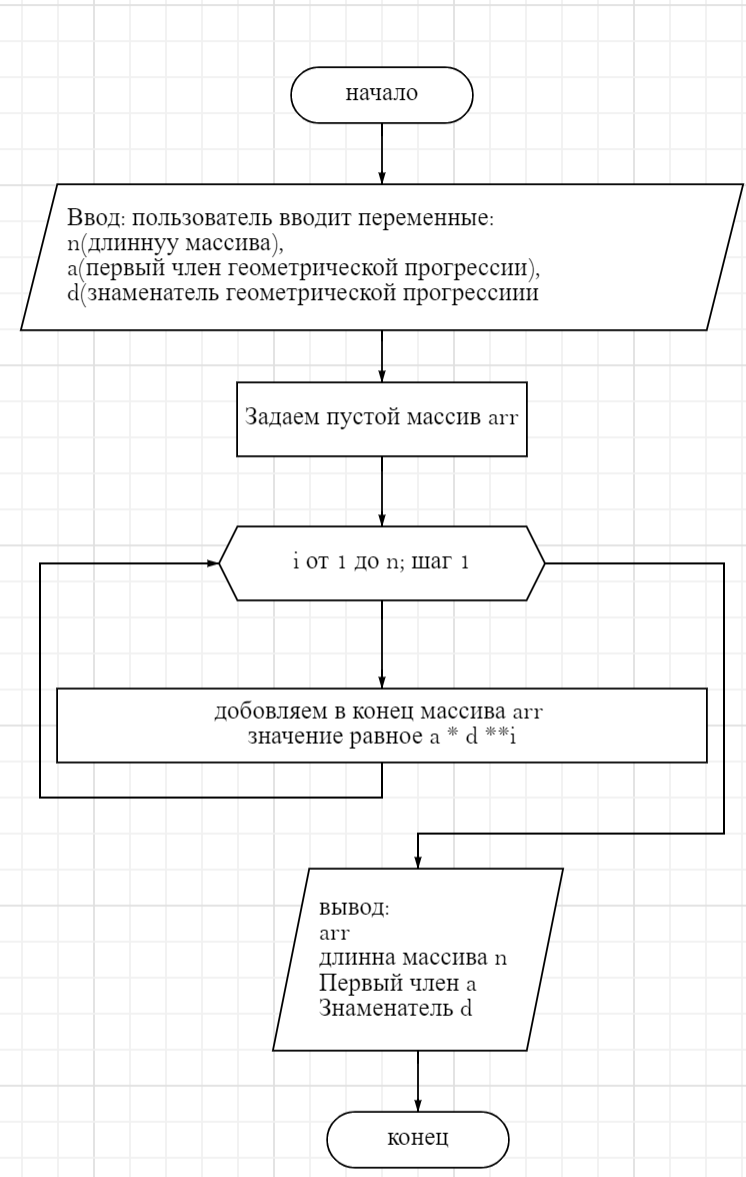 начало
Ввод: пользователь вводит переменные:
n(длиннуу массива),
a(первый член геометрической прогрессии),
d(знаменатель геометрической прогрессиии
Задаем пустой массив arr
i от 1 до n; шаг 1
добовляем в конец массива arr
значение равное a * d **i
вывод:
arr
длинна массива n
Первый член a
Знаменатель d
конец